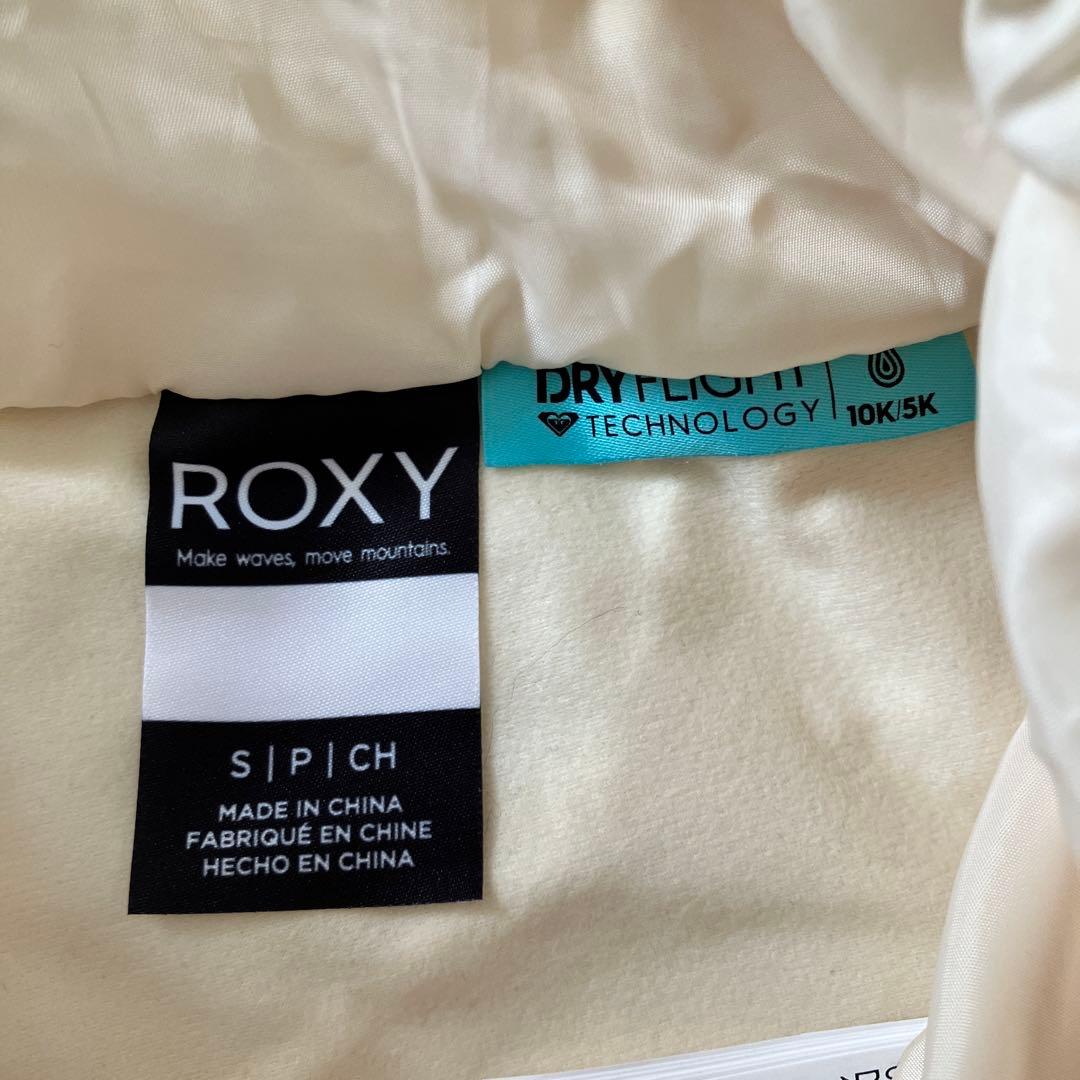 ROXY
Make waves, move mountains.
S | P | CH
MADE IN CHINA
FABRIQUÉ EN CHINE
HECHO EN CHINA
DRYFLIGHT
TECHNOLOGY
10K/5K